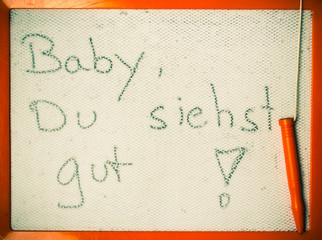 Baby,
Du siehst
gut !